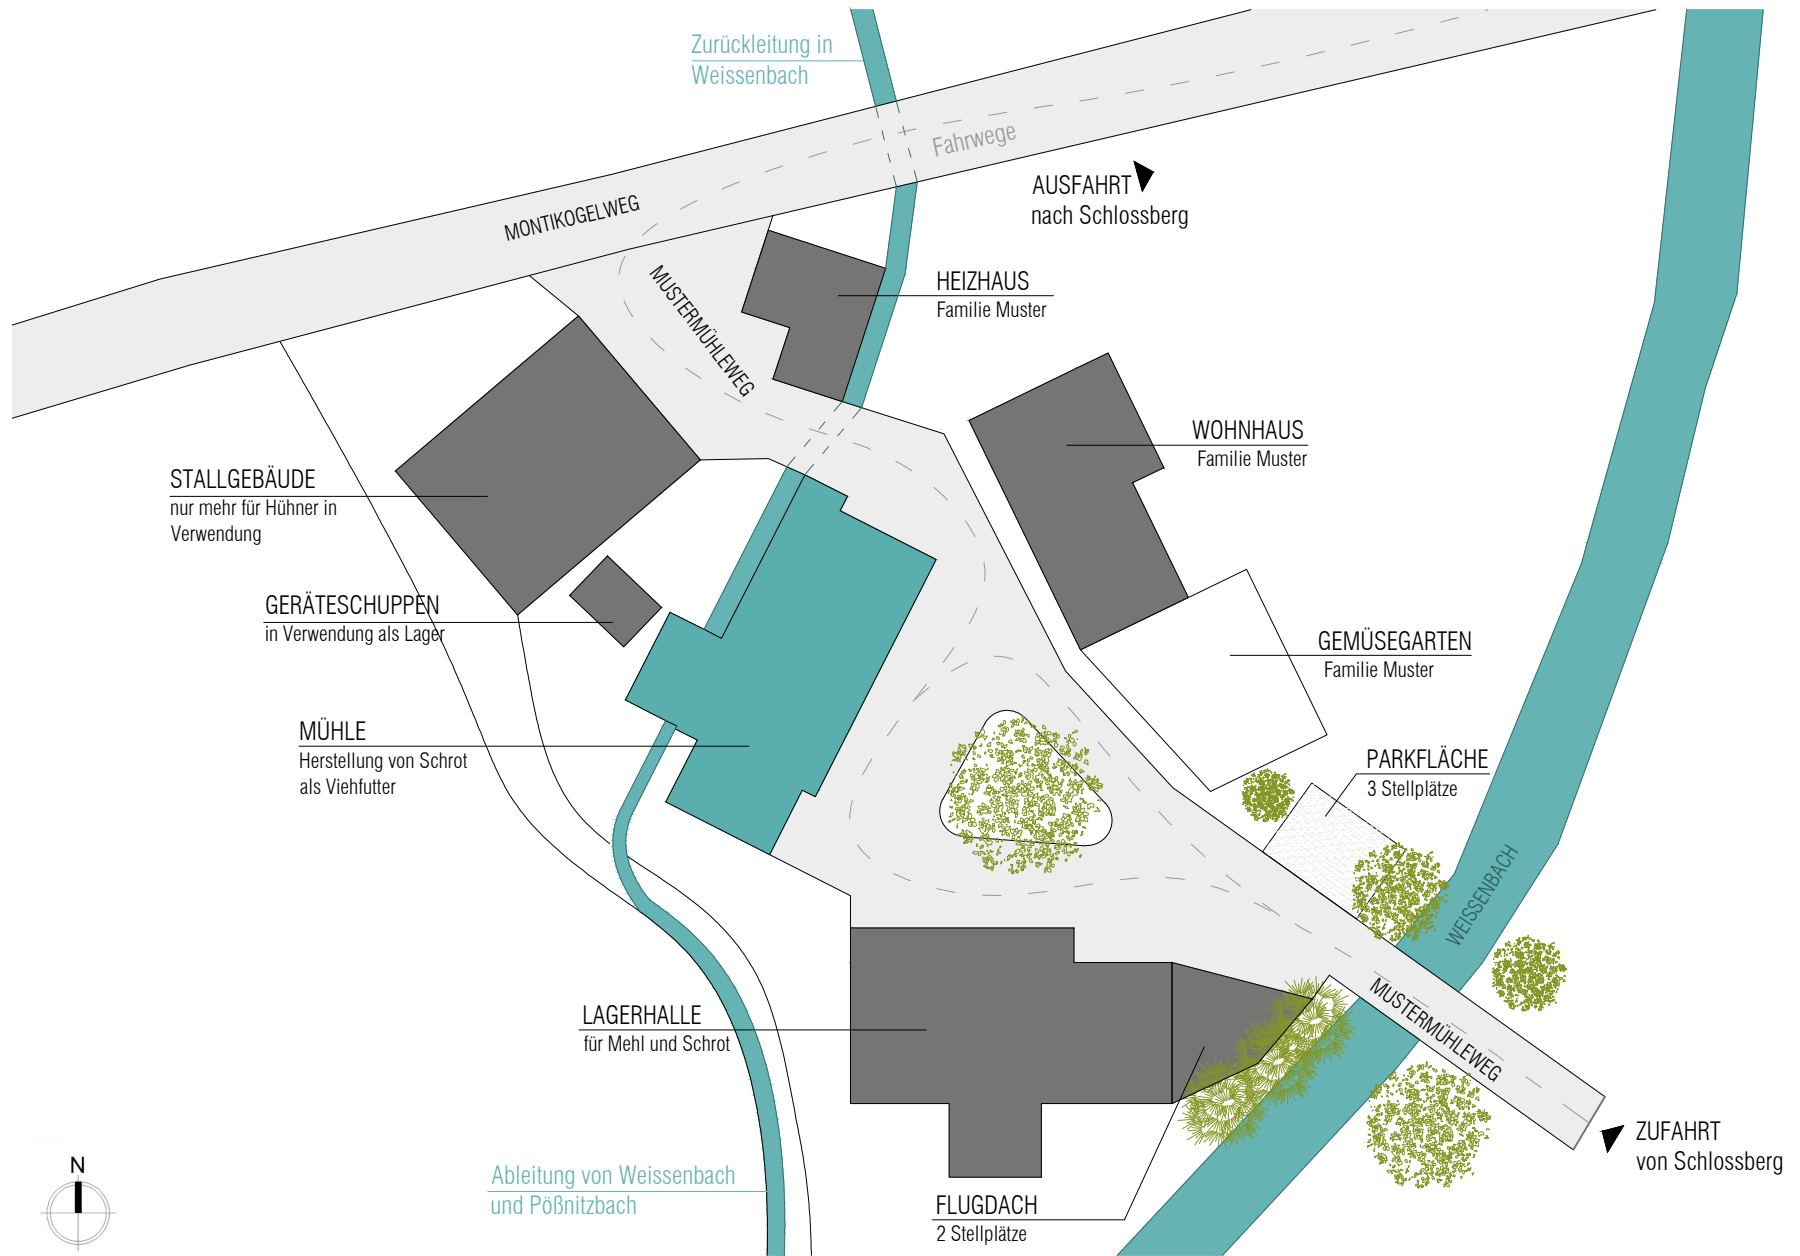 Zurückleitung in
Weissenbach
Fahrwege
AUSFAHRT
nach Schlossberg
MONTIKOGELWEG
MUSTERMÜHLEWEG
HEIZHAUS
Familie Muster
WOHNHAUS
Familie Muster
STALLGEBÄUDE
nur mehr für Hühner in
Verwendung
GERÄTESCHUPPEN
in Verwendung als Lager
GEMÜSEGARTEN
Familie Muster
MÜHLE
Herstellung von Schrot
als Viehfutter
PARKFLÄCHE
3 Stellplätze
WEISSENBACH
LAGERHALLE
für Mehl und Schrot
MUSTERMÜHLEWEG
ZUFAHRT
von Schlossberg
N
Ableitung von Weissenbach
und Pößnitzbach
FLUGDACH
2 Stellplätze